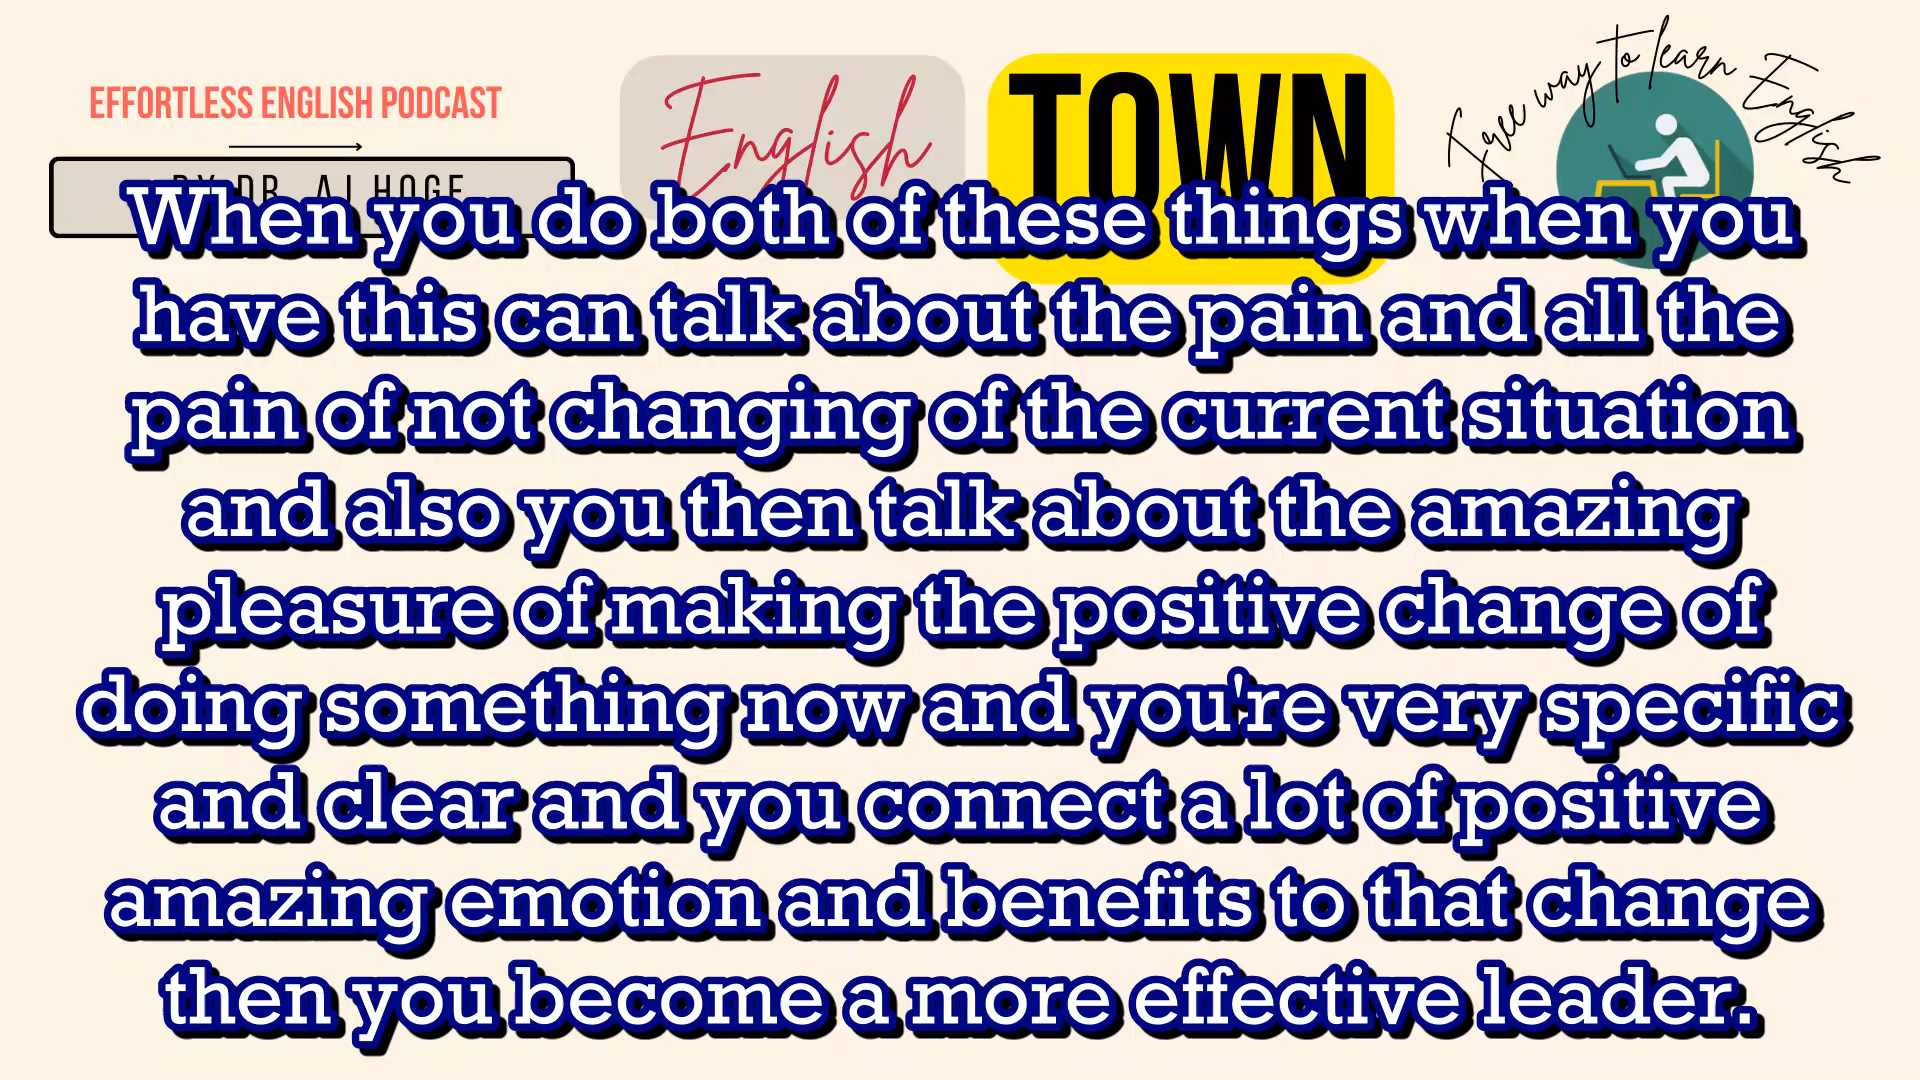 EFFORTLESS ENGLISH PODCAST
BY DR. AJ HOGE
English
TOWN
Free way to learn English
When you do both of these things when you
have this can talk about the pain and all the
pain of not changing of the current situation
and also you then talk about the amazing
pleasure of making the positive change of
doing something now and you're very specific
and clear and you connect a lot of positive
amazing emotion and benefits to that change
then you become a more effective leader.